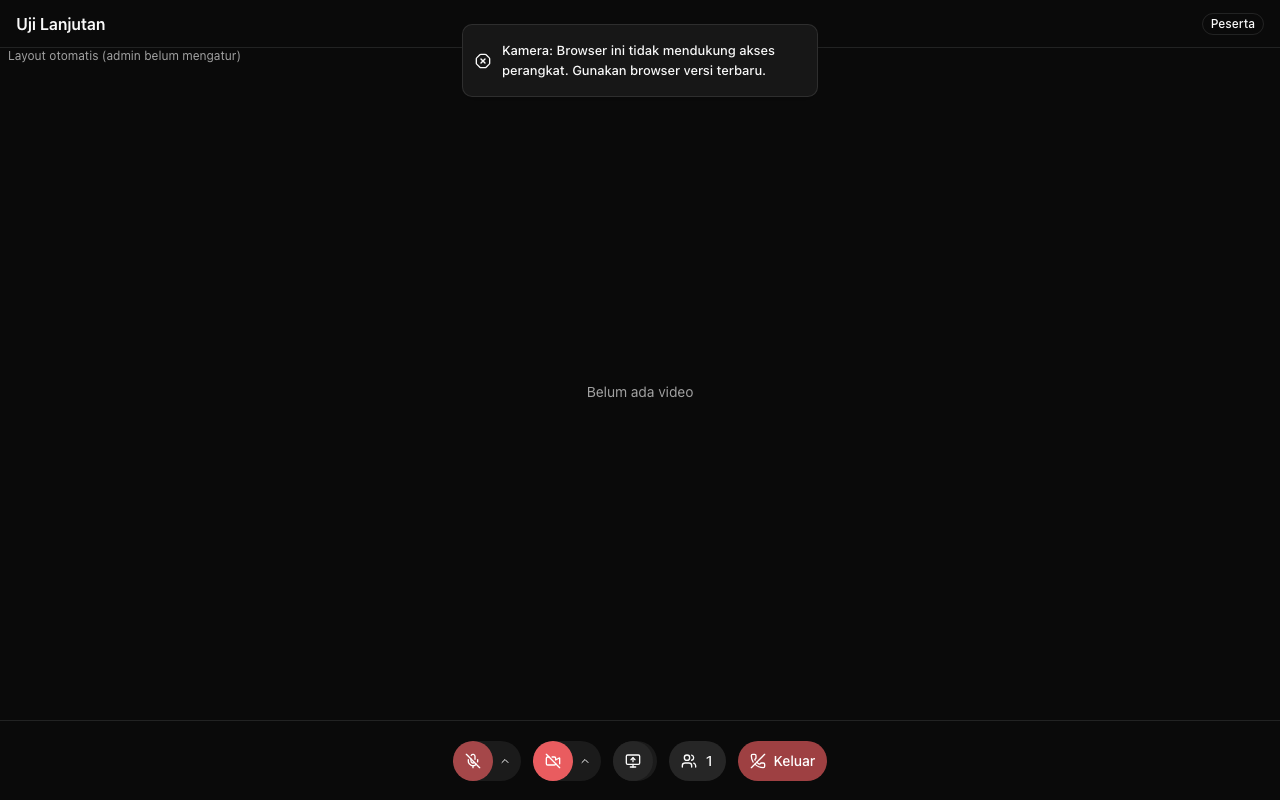 Uji Lanjutan
Peserta
Layout otomatis (admin belum mengatur)
Kamera: Browser ini tidak mendukung akses
perangkat. Gunakan browser versi terbaru.
Belum ada video
1
Keluar